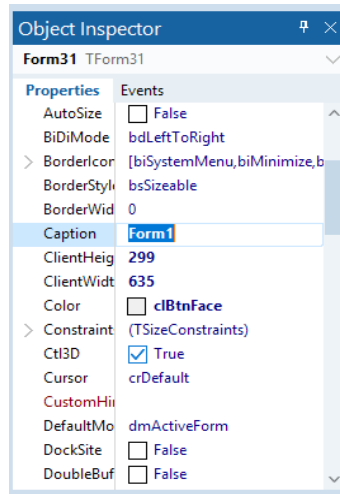 Object Inspector
Form31 TForm31
Properties Events
AutoSize False
BiDiMode bdLeftToRight
BorderIcon [biSystemMenu,biMinimize,b
BorderStyle bsSizeable
BorderWid 0
Caption Form1
ClientHeig 299
ClientWidt 635
Color clBtnFace
Constraint (TSizeConstraints)
Ctl3D True
Cursor crDefault
CustomHin
DefaultMo dmActiveForm
DockSite False
DoubleBuf False